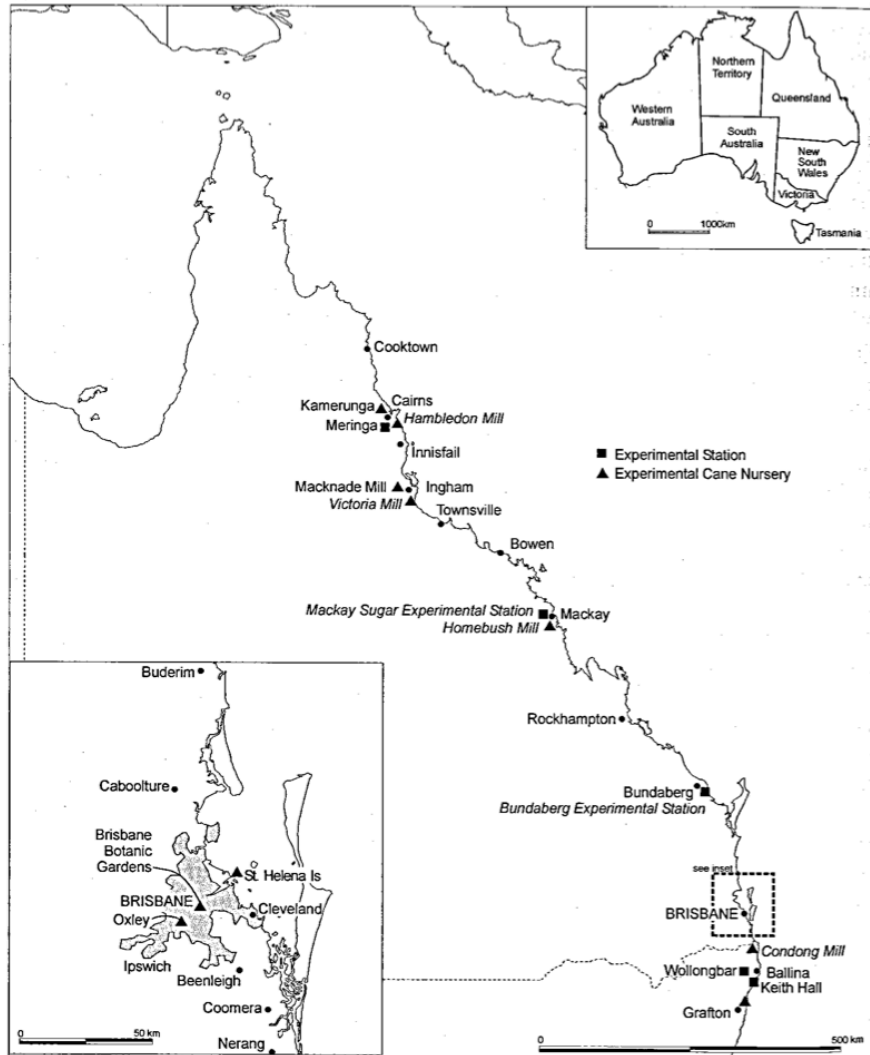 Northern
Territory
Queensland
Western
Australia
South
Australia
New
South
Wales
Victoria
0 1000km
Tasmania
Cooktown
Kamerunga
Cairns
Hambledon Mill
Meringa
Innisfail
Experimental Station
Experimental Cane Nursery
Macknade Mill
Ingham
Victoria Mill
Townsville
Bowen
Mackay Sugar Experimental Station
Mackay
Homebush Mill
Rockhampton
Bundaberg
Bundaberg Experimental Station
see inset
BRISBANE
Condong Mill
Wollongbar
Ballina
Keith Hall
Grafton
0 500 km
Buderim
Caboolture
Brisbane
Botanic
Gardens
St. Helena Is
BRISBANE
Cleveland
Oxley
Ipswich
Beenleigh
Coomera
Nerang
0 50 km